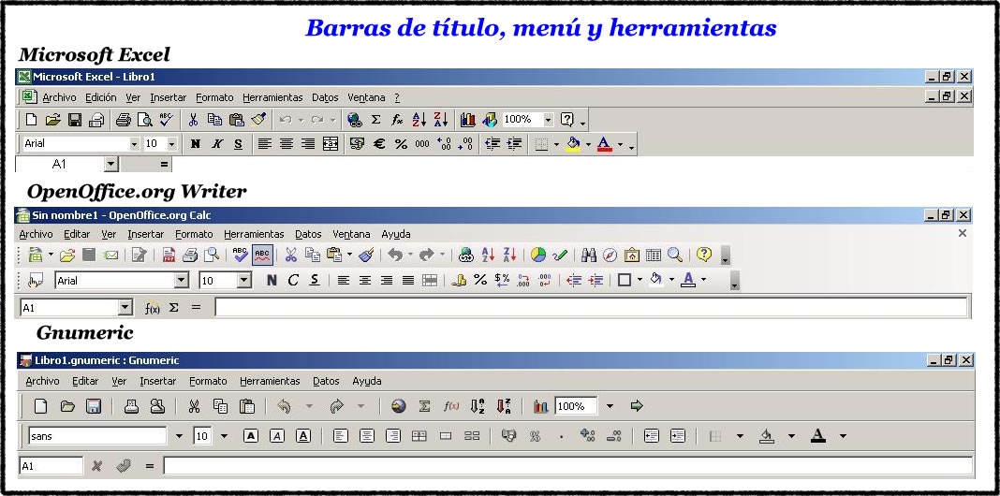 Barras de título, menú y herramientas
Microsoft Excel
Microsoft Excel - Libro1
Archivo Edición Ver Insertar Formato Herramientas Datos Ventana ?
ABC 100%
Arial 10 N K S € % 000
A1 =
OpenOffice.org Writer
Sin nombre1 - OpenOffice.org Calc
Archivo Editar Ver Insertar Formato Herramientas Datos Ventana Ayuda
ABC ABC
Arial 10 N C S %
A1 f(x) Σ =
Gnumeric
Libro1.gnumeric : Gnumeric
Archivo Editar Ver Insertar Formato Herramientas Datos Ayuda
Σ f(x) 100%
sans 10 A A A % A
A1 =